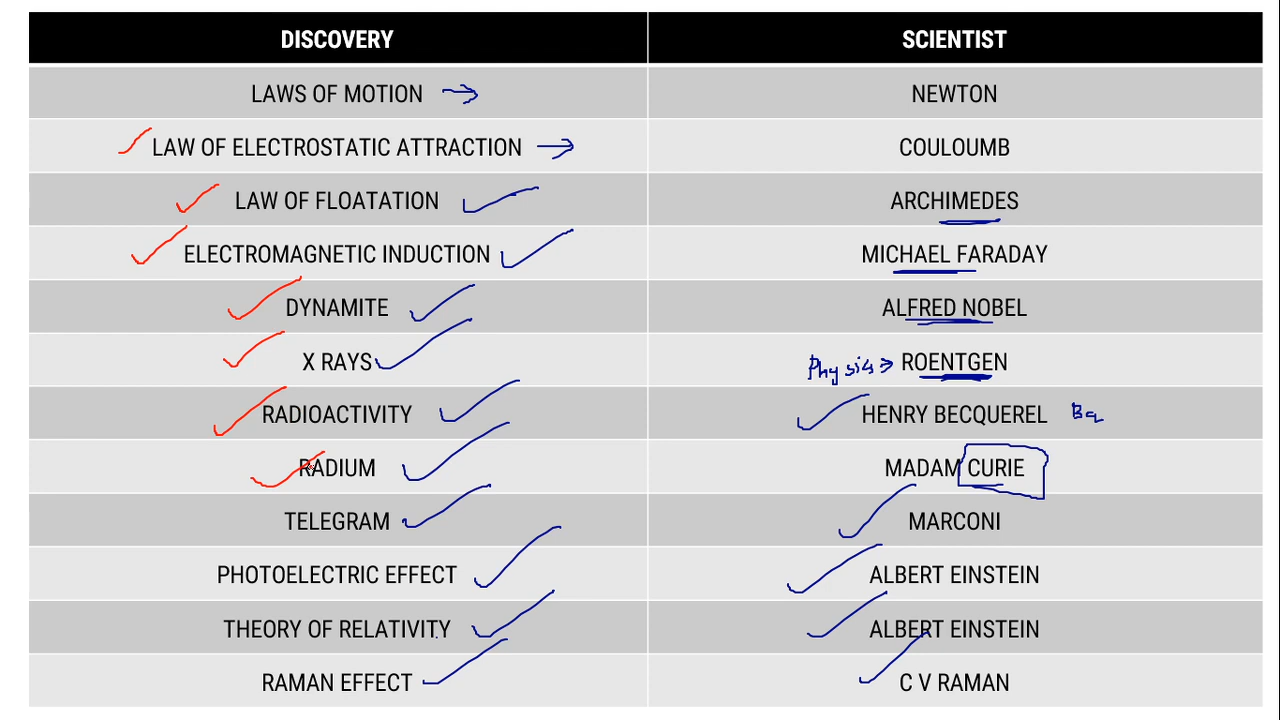 DISCOVERY SCIENTIST
LAWS OF MOTION → NEWTON
LAW OF ELECTROSTATIC ATTRACTION → COULOUMB
LAW OF FLOATATION ARCHIMEDES
ELECTROMAGNETIC INDUCTION MICHAEL FARADAY
DYNAMITE ALFRED NOBEL
X RAYS Physics → ROENTGEN
RADIOACTIVITY HENRY BECQUEREL Bq
RADIUM MADAM CURIE
TELEGRAM MARCONI
PHOTOELECTRIC EFFECT ALBERT EINSTEIN
THEORY OF RELATIVITY ALBERT EINSTEIN
RAMAN EFFECT C V RAMAN